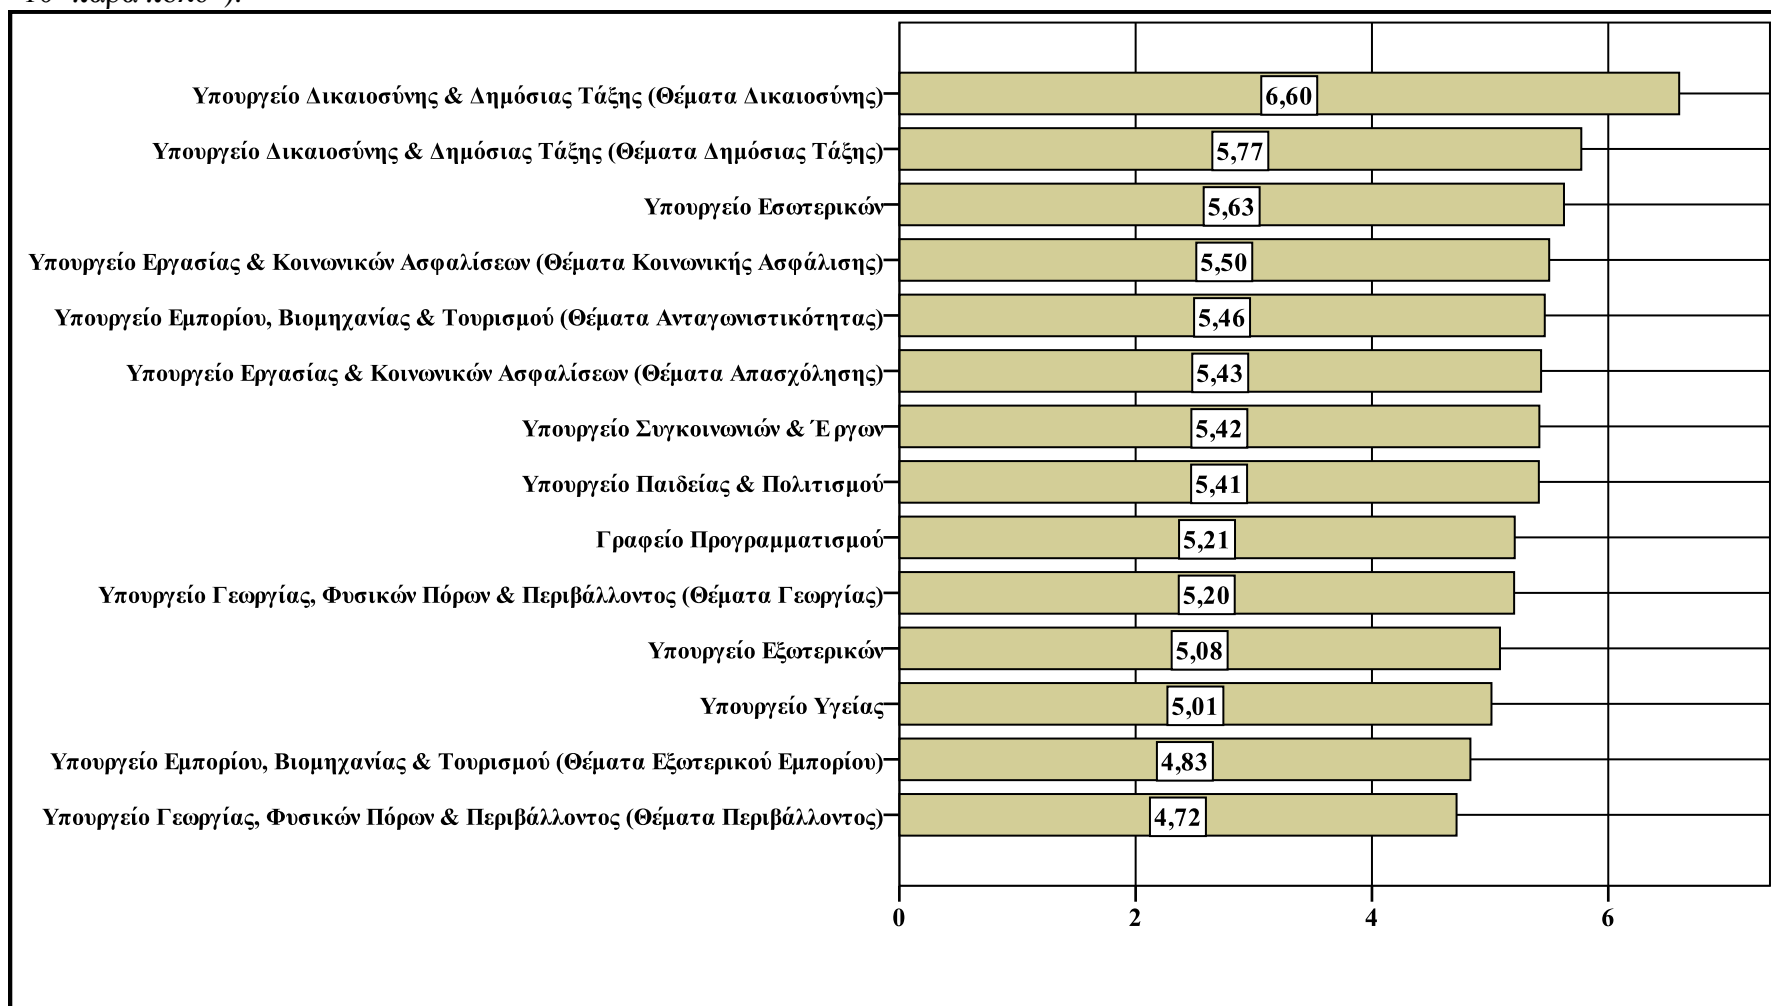 Υπουργείο Δικαιοσύνης & Δημόσιας Τάξης (Θέματα Δικαιοσύνης) 6,60
Υπουργείο Δικαιοσύνης & Δημόσιας Τάξης (Θέματα Δημόσιας Τάξης) 5,77
Υπουργείο Εσωτερικών 5,63
Υπουργείο Εργασίας & Κοινωνικών Ασφαλίσεων (Θέματα Κοινωνικής Ασφάλισης) 5,50
Υπουργείο Εμπορίου, Βιομηχανίας & Τουρισμού (Θέματα Ανταγωνιστικότητας) 5,46
Υπουργείο Εργασίας & Κοινωνικών Ασφαλίσεων (Θέματα Απασχόλησης) 5,43
Υπουργείο Συγκοινωνιών & Έργων 5,42
Υπουργείο Παιδείας & Πολιτισμού 5,41
Γραφείο Προγραμματισμού 5,21
Υπουργείο Γεωργίας, Φυσικών Πόρων & Περιβάλλοντος (Θέματα Γεωργίας) 5,20
Υπουργείο Εξωτερικών 5,08
Υπουργείο Υγείας 5,01
Υπουργείο Εμπορίου, Βιομηχανίας & Τουρισμού (Θέματα Εξωτερικού Εμπορίου) 4,83
Υπουργείο Γεωργίας, Φυσικών Πόρων & Περιβάλλοντος (Θέματα Περιβάλλοντος) 4,72
0 2 4 6